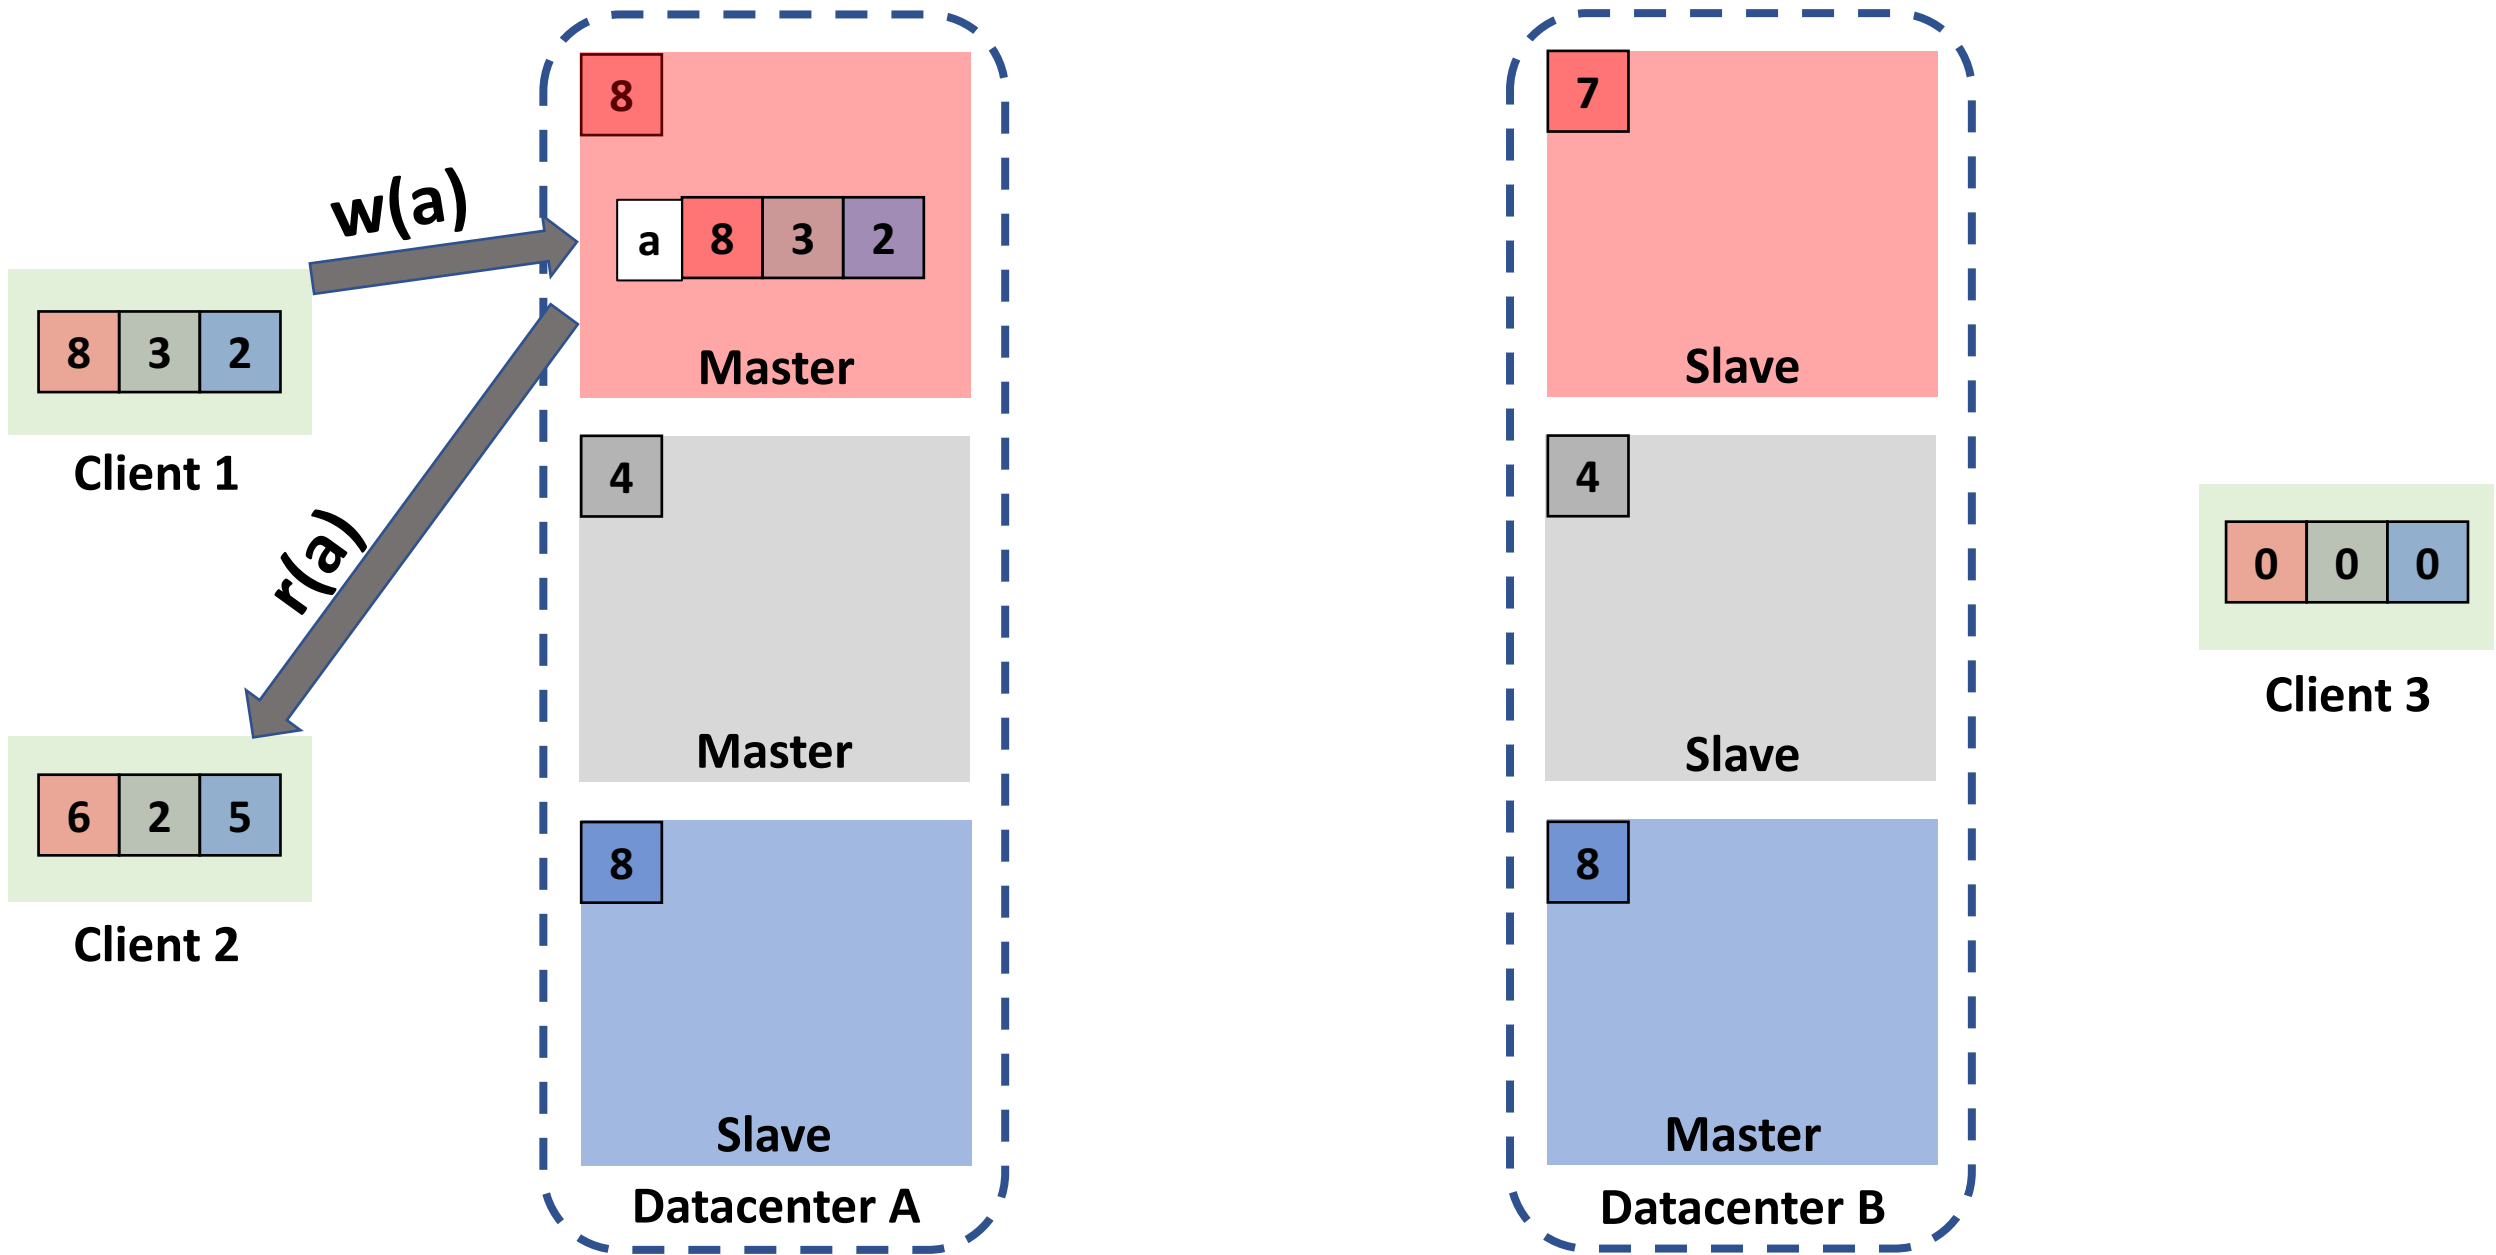 8
7
w(a)
a 8 3 2
8 3 2
Master
Slave
Client 1
4
4
r(a)
0 0 0
Client 3
Master
Slave
6 2 5
8
8
Client 2
Slave
Master
Datacenter A
Datacenter B